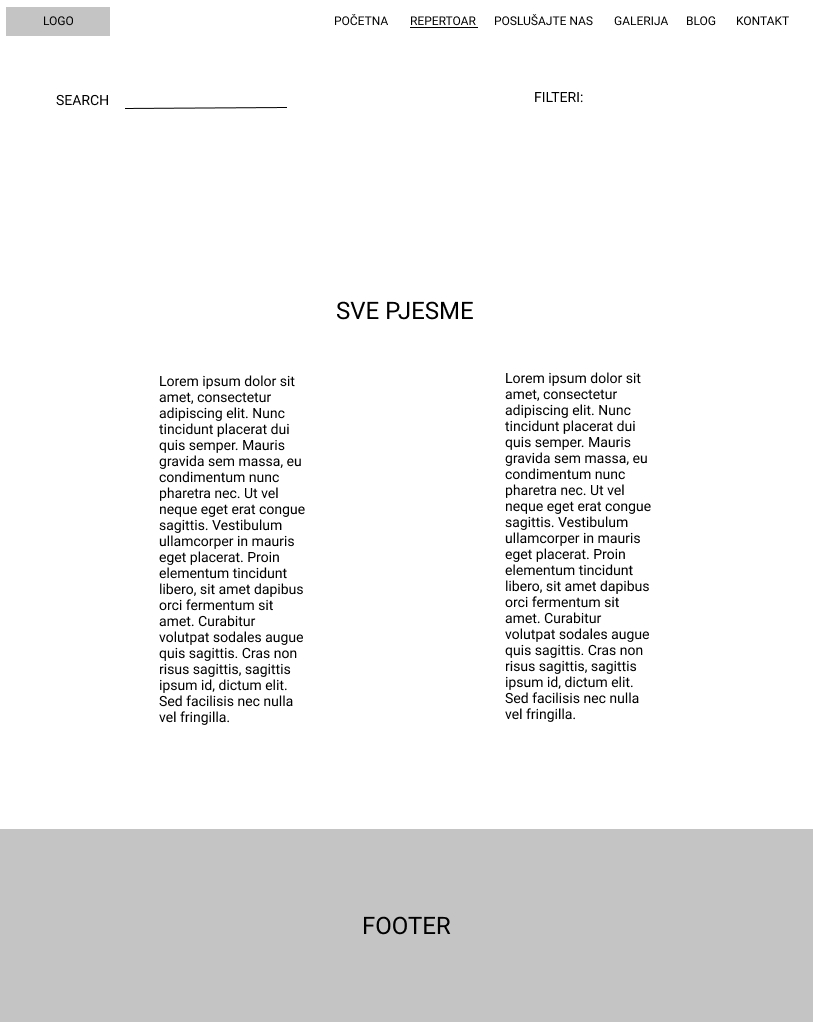 LOGO
POČETNA
REPERTOAR
POSLUŠAJTE NAS
GALERIJA
BLOG
KONTAKT
SEARCH
FILTERI:
SVE PJESME
Lorem ipsum dolor sit
amet, consectetur
adipiscing elit. Nunc
tincidunt placerat dui
quis semper. Mauris
gravida sem massa, eu
condimentum nunc
pharetra nec. Ut vel
neque eget erat congue
sagittis. Vestibulum
ullamcorper in mauris
eget placerat. Proin
elementum tincidunt
libero, sit amet dapibus
orci fermentum sit
amet. Curabitur
volutpat sodales augue
quis sagittis. Cras non
risus sagittis, sagittis
ipsum id, dictum elit.
Sed facilisis nec nulla
vel fringilla.
Lorem ipsum dolor sit
amet, consectetur
adipiscing elit. Nunc
tincidunt placerat dui
quis semper. Mauris
gravida sem massa, eu
condimentum nunc
pharetra nec. Ut vel
neque eget erat congue
sagittis. Vestibulum
ullamcorper in mauris
eget placerat. Proin
elementum tincidunt
libero, sit amet dapibus
orci fermentum sit
amet. Curabitur
volutpat sodales augue
quis sagittis. Cras non
risus sagittis, sagittis
ipsum id, dictum elit.
Sed facilisis nec nulla
vel fringilla.
FOOTER